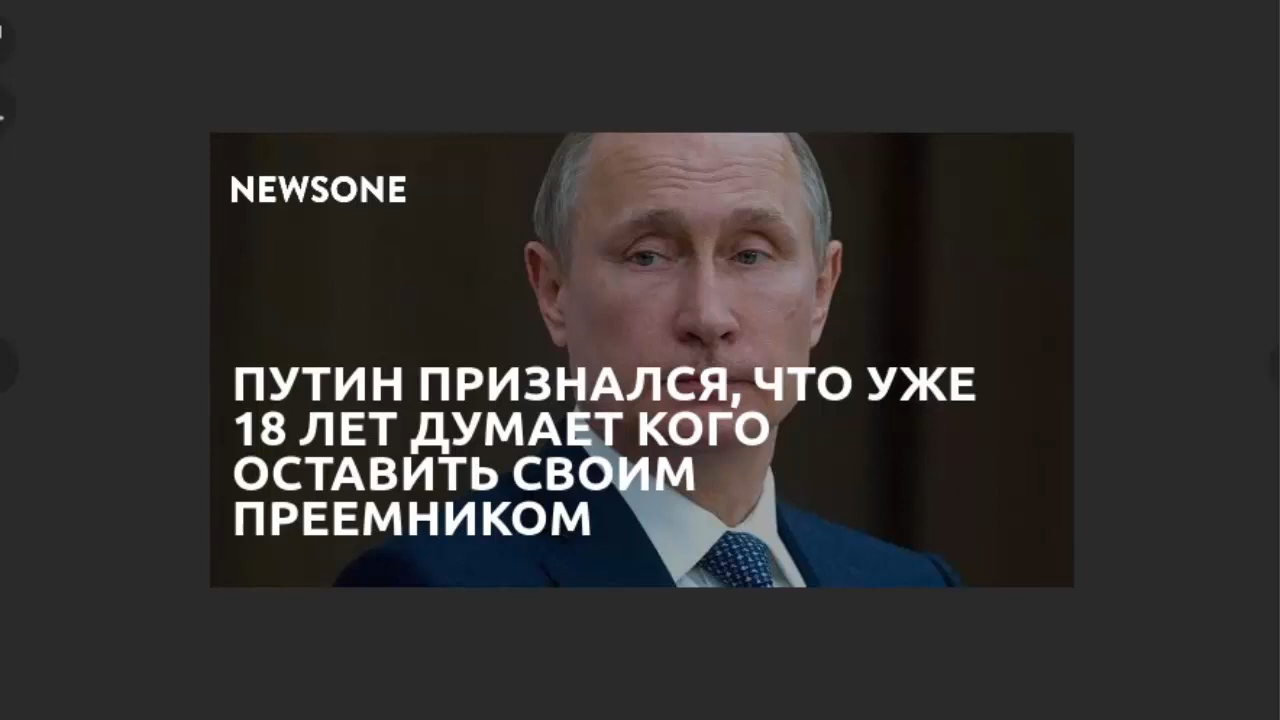 NEWSONE
ПУТИН ПРИЗНАЛСЯ, ЧТО УЖЕ
18 ЛЕТ ДУМАЕТ КОГО
ОСТАВИТЬ СВОИМ
ПРЕЕМНИКОМ